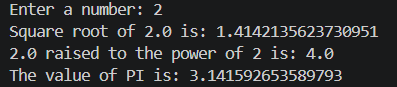 Enter a number: 2
Square root of 2.0 is: 1.4142135623730951
2.0 raised to the power of 2 is: 4.0
The value of PI is: 3.141592653589793